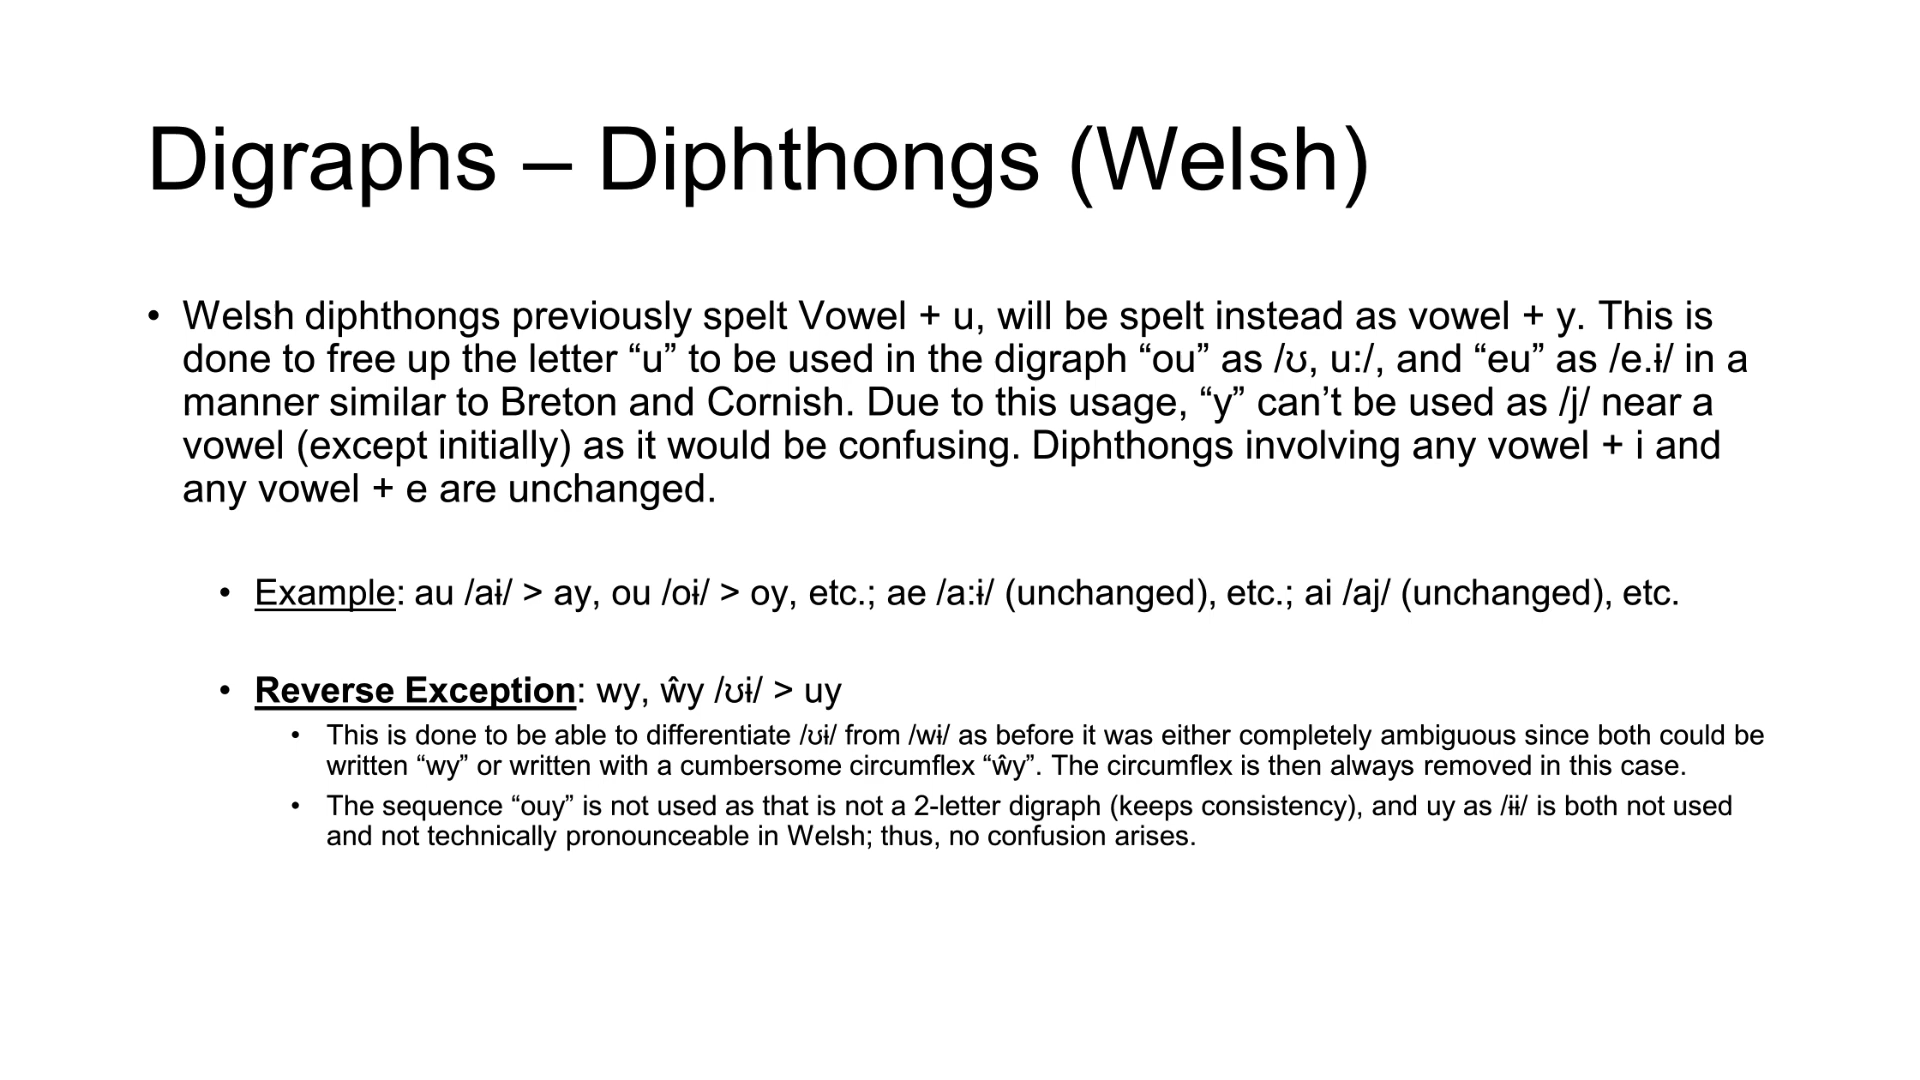 Digraphs – Diphthongs (Welsh)
• Welsh diphthongs previously spelt Vowel + u, will be spelt instead as vowel + y. This is
done to free up the letter “u” to be used in the digraph “ou” as /ʊ, u:/, and “eu” as /e.ɨ/ in a
manner similar to Breton and Cornish. Due to this usage, “y” can’t be used as /j/ near a
vowel (except initially) as it would be confusing. Diphthongs involving any vowel + i and
any vowel + e are unchanged.
• Example: au /aɨ/ > ay, ou /oɨ/ > oy, etc.; ae /a:ɨ/ (unchanged), etc.; ai /aj/ (unchanged), etc.
• Reverse Exception: wy, ŵy /ʊɨ/ > uy
• This is done to be able to differentiate /ʊɨ/ from /wɨ/ as before it was either completely ambiguous since both could be
written “wy” or written with a cumbersome circumflex “ŵy”. The circumflex is then always removed in this case.
• The sequence “ouy” is not used as that is not a 2-letter digraph (keeps consistency), and uy as /ɨɨ/ is both not used
and not technically pronounceable in Welsh; thus, no confusion arises.